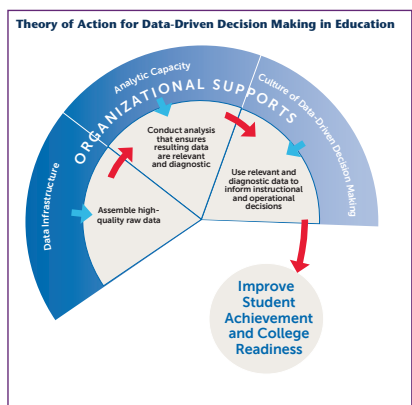 Theory of Action for Data-Driven Decision Making in Education
Data Infrastructure
Analytic Capacity
Culture of Data-Driven Decision Making
ORGANIZATIONAL SUPPORTS
Assemble high-
quality raw data
Conduct analysis
that ensures
resulting data
are relevant
and diagnostic
Use relevant and
diagnostic data to
inform instructional
and operational
decisions
Improve
Student
Achievement
and College
Readiness